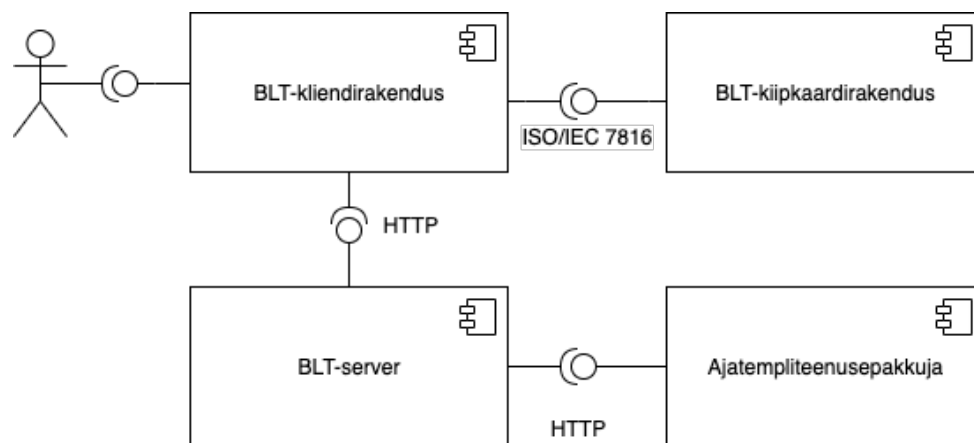 BLT-kliendirakendus
BLT-kiipkaardirakendus
ISO/IEC 7816
HTTP
BLT-server
Ajatempliteenusepakkuja
HTTP